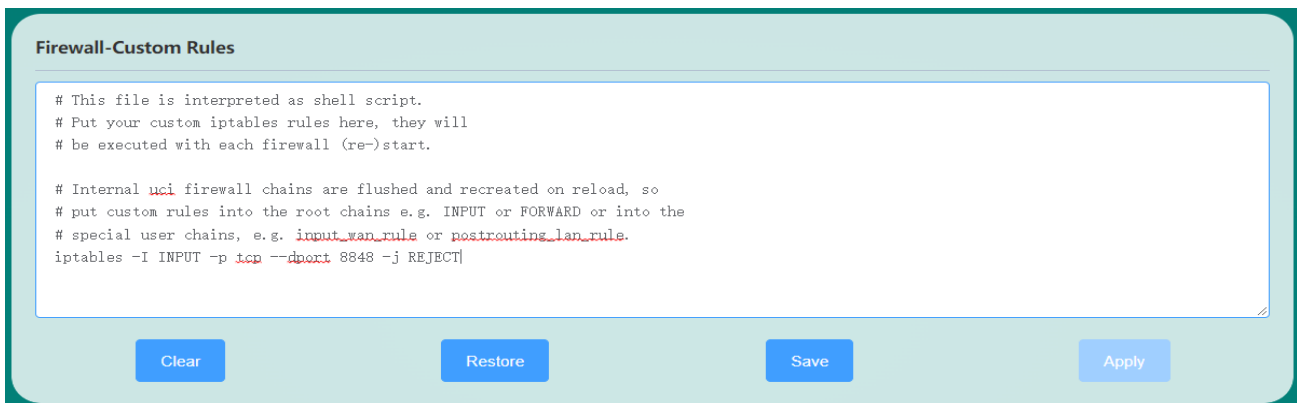 Firewall-Custom Rules
# This file is interpreted as shell script.
# Put your custom iptables rules here, they will
# be executed with each firewall (re-)start.
# Internal uci firewall chains are flushed and recreated on reload, so
# put custom rules into the root chains e.g. INPUT or FORWARD or into the
# special user chains, e.g. input_wan_rule or postrouting_lan_rule.
iptables -I INPUT -p tcp --dport 8848 -j REJECT
Clear Restore Save Apply